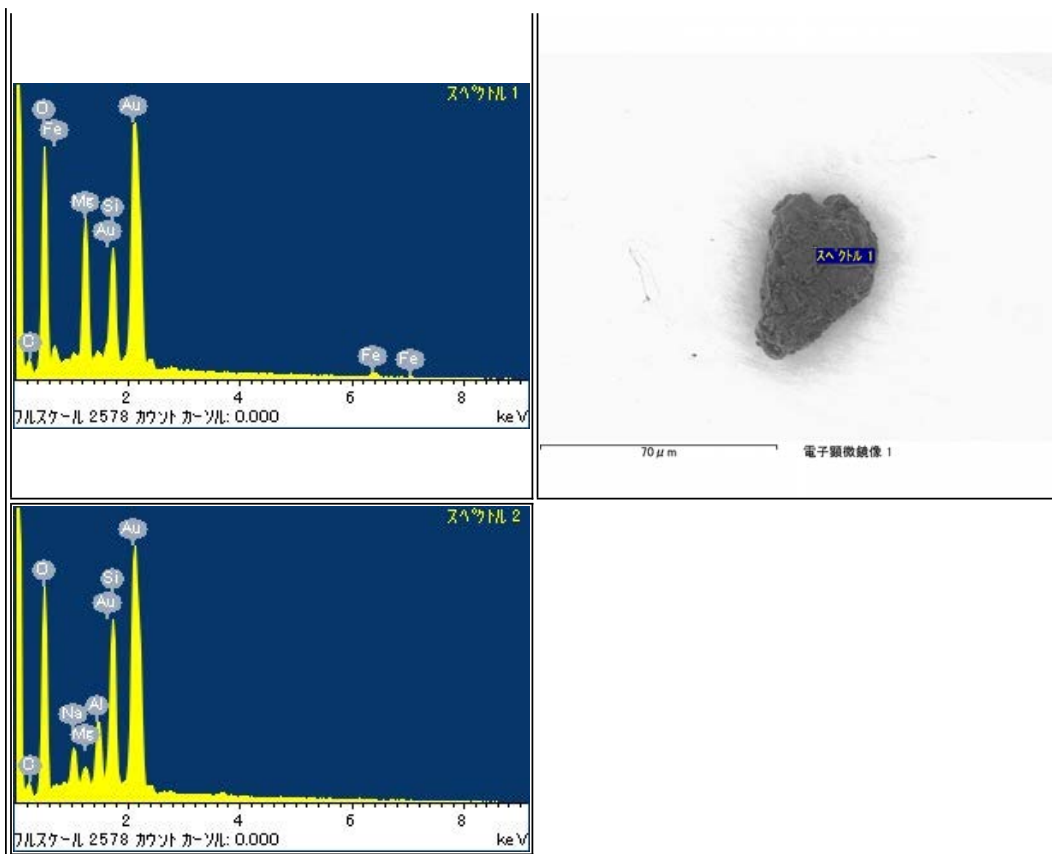 スペクトル 1
O
Fe
Au
Mg
Si
Au
C
Fe
Fe
2 4 6 8
フルスケール 2578 カウント カーソル: 0.000 keV
スペクトル 1
70μm 電子顕微鏡像 1
スペクトル 2
Au
O
Si
Au
Na
Al
Mg
C
2 4 6 8
フルスケール 2578 カウント カーソル: 0.000 keV